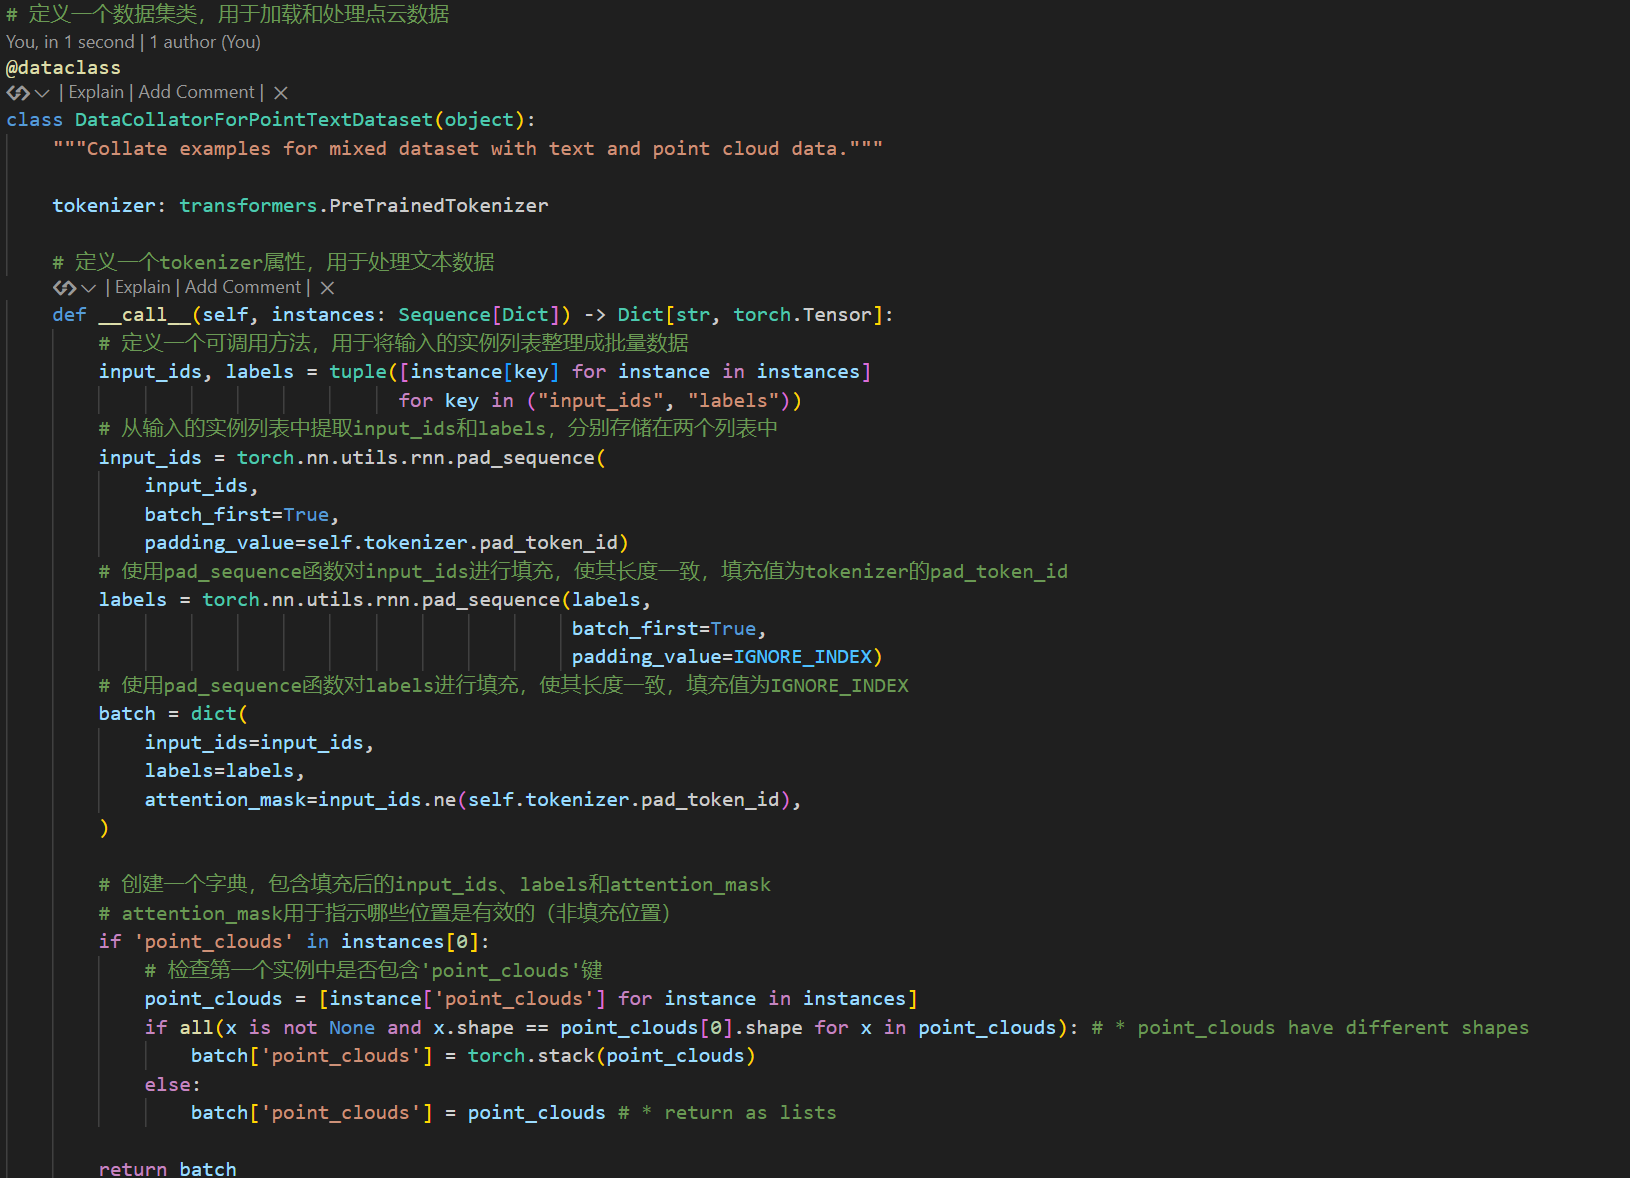 # 定义一个数据集类，用于加载和处理点云数据
You, in 1 second | 1 author (You)
@dataclass
| Explain | Add Comment | ×
class DataCollatorForPointTextDataset(object):
    """Collate examples for mixed dataset with text and point cloud data."""
    tokenizer: transformers.PreTrainedTokenizer
    # 定义一个tokenizer属性，用于处理文本数据
    | Explain | Add Comment | ×
    def __call__(self, instances: Sequence[Dict]) -> Dict[str, torch.Tensor]:
        # 定义一个可调用方法，用于将输入的实例列表整理成批量数据
        input_ids, labels = tuple([instance[key] for instance in instances]
                                  for key in ("input_ids", "labels"))
        # 从输入的实例列表中提取input_ids和labels，分别存储在两个列表中
        input_ids = torch.nn.utils.rnn.pad_sequence(
            input_ids,
            batch_first=True,
            padding_value=self.tokenizer.pad_token_id)
        # 使用pad_sequence函数对input_ids进行填充，使其长度一致，填充值为tokenizer的pad_token_id
        labels = torch.nn.utils.rnn.pad_sequence(labels,
                                                 batch_first=True,
                                                 padding_value=IGNORE_INDEX)
        # 使用pad_sequence函数对labels进行填充，使其长度一致，填充值为IGNORE_INDEX
        batch = dict(
            input_ids=input_ids,
            labels=labels,
            attention_mask=input_ids.ne(self.tokenizer.pad_token_id),
        )
        # 创建一个字典，包含填充后的input_ids、labels和attention_mask
        # attention_mask用于指示哪些位置是有效的（非填充位置）
        if 'point_clouds' in instances[0]:
            # 检查第一个实例中是否包含'point_clouds'键
            point_clouds = [instance['point_clouds'] for instance in instances]
            if all(x is not None and x.shape == point_clouds[0].shape for x in point_clouds): # * point_clouds have different shapes
                batch['point_clouds'] = torch.stack(point_clouds)
            else:
                batch['point_clouds'] = point_clouds # * return as lists
        return batch